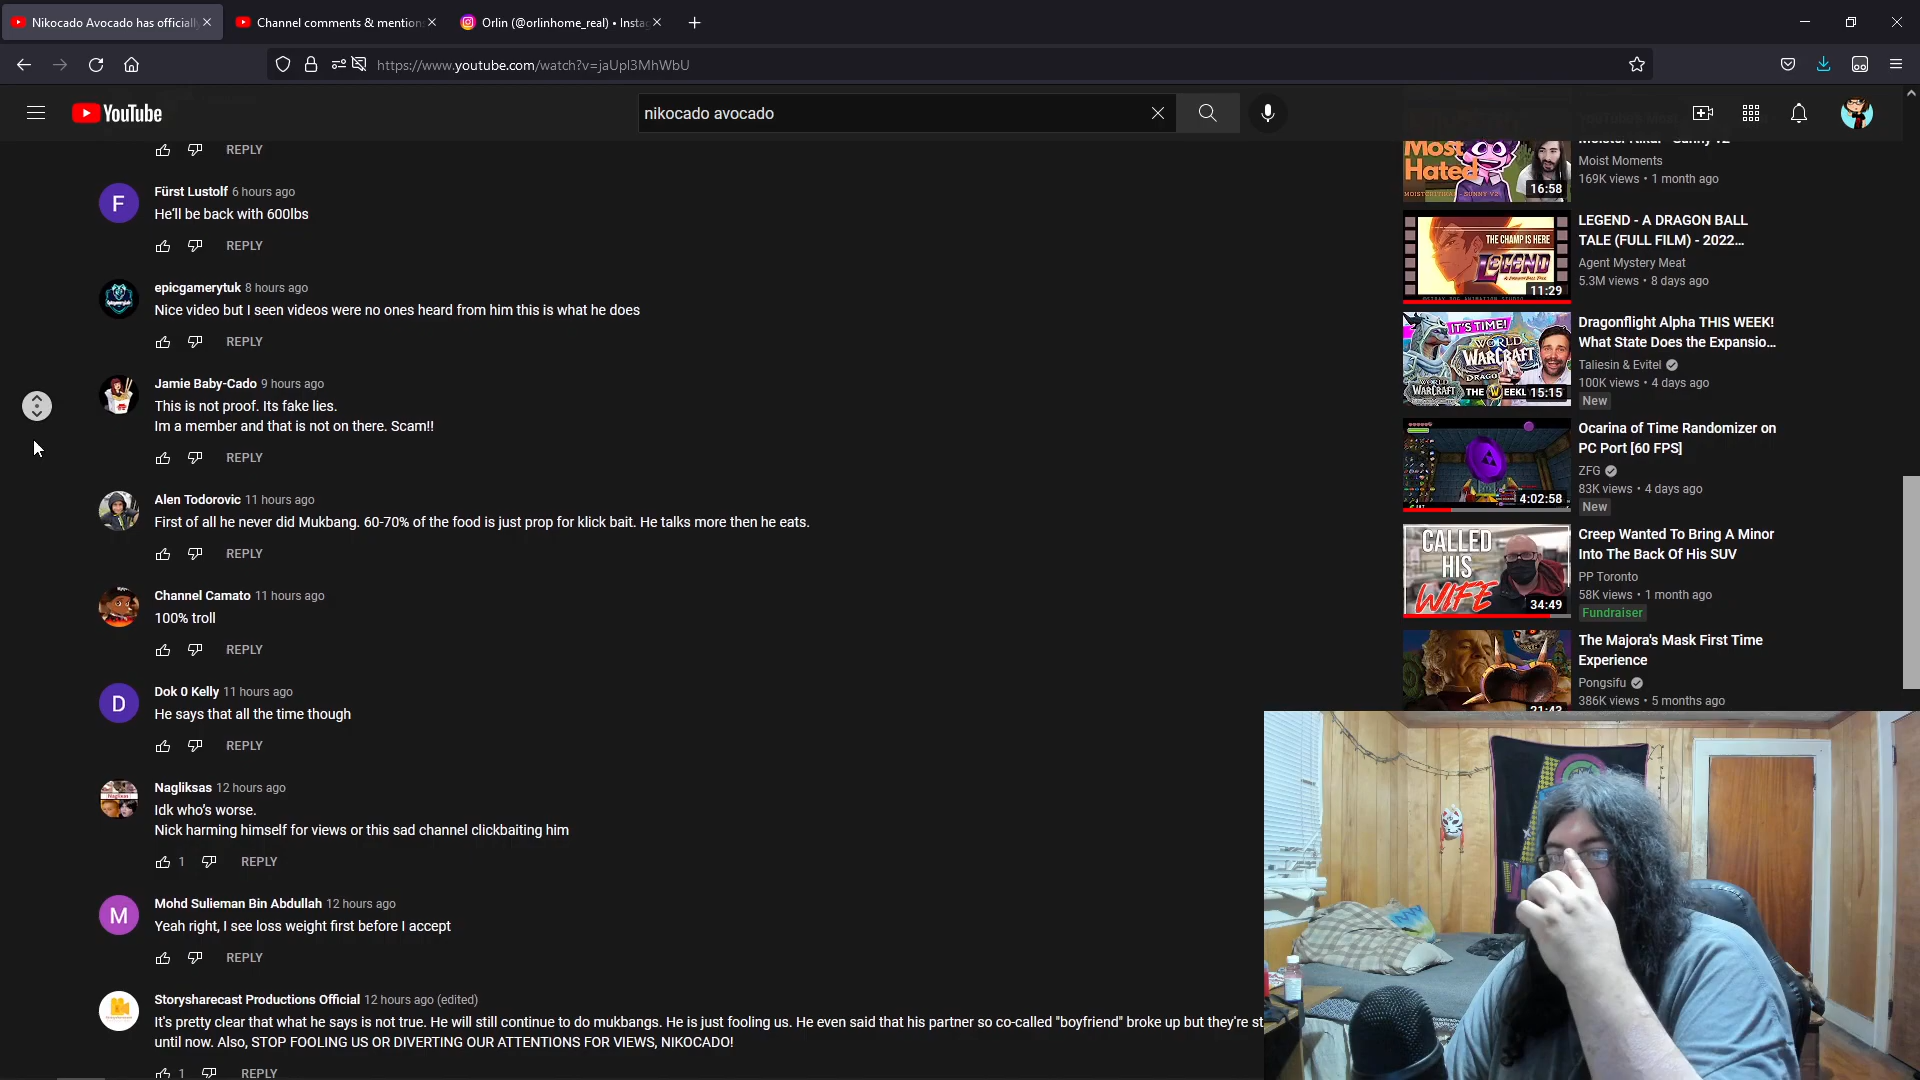 Nikocado Avocado has officially
Channel comments & mentions
Orlin (@orlinhome_real) • Insta
https://www.youtube.com/watch?v=jaUpl3MhWbU
YouTube
nikocado avocado
REPLY
Fürst Lustolf 6 hours ago
He'll be back with 600lbs
REPLY
epicgamerytuk 8 hours ago
Nice video but I seen videos were no ones heard from him this is what he does
REPLY
Jamie Baby-Cado 9 hours ago
This is not proof. Its fake lies.
Im a member and that is not on there. Scam!!
REPLY
Alen Todorovic 11 hours ago
First of all he never did Mukbang. 60-70% of the food is just prop for klick bait. He talks more then he eats.
REPLY
Channel Camato 11 hours ago
100% troll
REPLY
Dok 0 Kelly 11 hours ago
He says that all the time though
REPLY
Nagliksas 12 hours ago
Idk who's worse.
Nick harming himself for views or this sad channel clickbaiting him
1 REPLY
Mohd Sulieman Bin Abdullah 12 hours ago
Yeah right, I see loss weight first before I accept
REPLY
Storysharecast Productions Official 12 hours ago (edited)
It's pretty clear that what he says is not true. He will still continue to do mukbangs. He is just fooling us. He even said that his partner so co-called "boyfriend" broke up but they're st
until now. Also, STOP FOOLING US OR DIVERTING OUR ATTENTIONS FOR VIEWS, NIKOCADO!
1 REPLY
Most
Hated
16:58
Moist Moments
169K views • 1 month ago
THE CHAMP IS HERE
LEGEND
11:29
LEGEND - A DRAGON BALL
TALE (FULL FILM) - 2022...
Agent Mystery Meat
5.3M views • 8 days ago
IT'S TIME!
WORLD
WARCRAFT
DRAGO
THE WEEKL
15:15
Dragonflight Alpha THIS WEEK!
What State Does the Expansio...
Taliesin & Evitel
100K views • 4 days ago
New
4:02:58
Ocarina of Time Randomizer on
PC Port [60 FPS]
ZFG
83K views • 4 days ago
New
CALLED
HIS
WIFE
34:49
Creep Wanted To Bring A Minor
Into The Back Of His SUV
PP Toronto
58K views • 1 month ago
Fundraiser
The Majora's Mask First Time
Experience
Pongsifu
386K views • 5 months ago